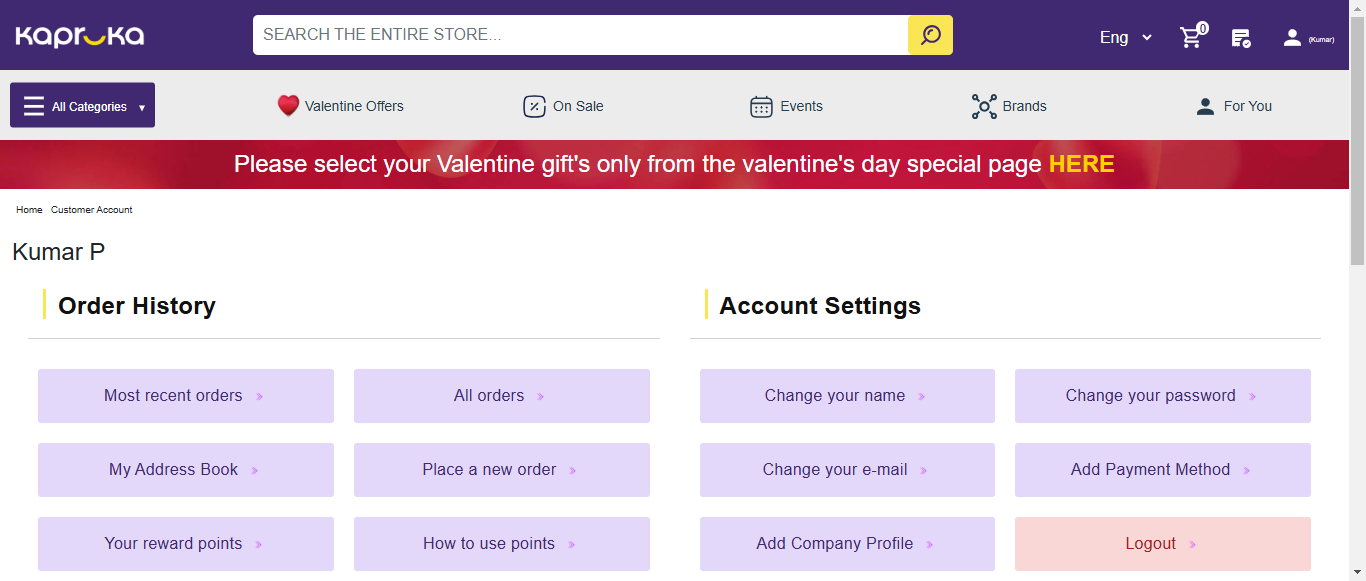 Kapruka
SEARCH THE ENTIRE STORE...
Eng
0
(Kumar)
All Categories
Valentine Offers
On Sale
Events
Brands
For You
Please select your Valentine gift's only from the valentine's day special page HERE
Home Customer Account
Kumar P
Order History
Most recent orders
All orders
My Address Book
Place a new order
Your reward points
How to use points
Account Settings
Change your name
Change your password
Change your e-mail
Add Payment Method
Add Company Profile
Logout